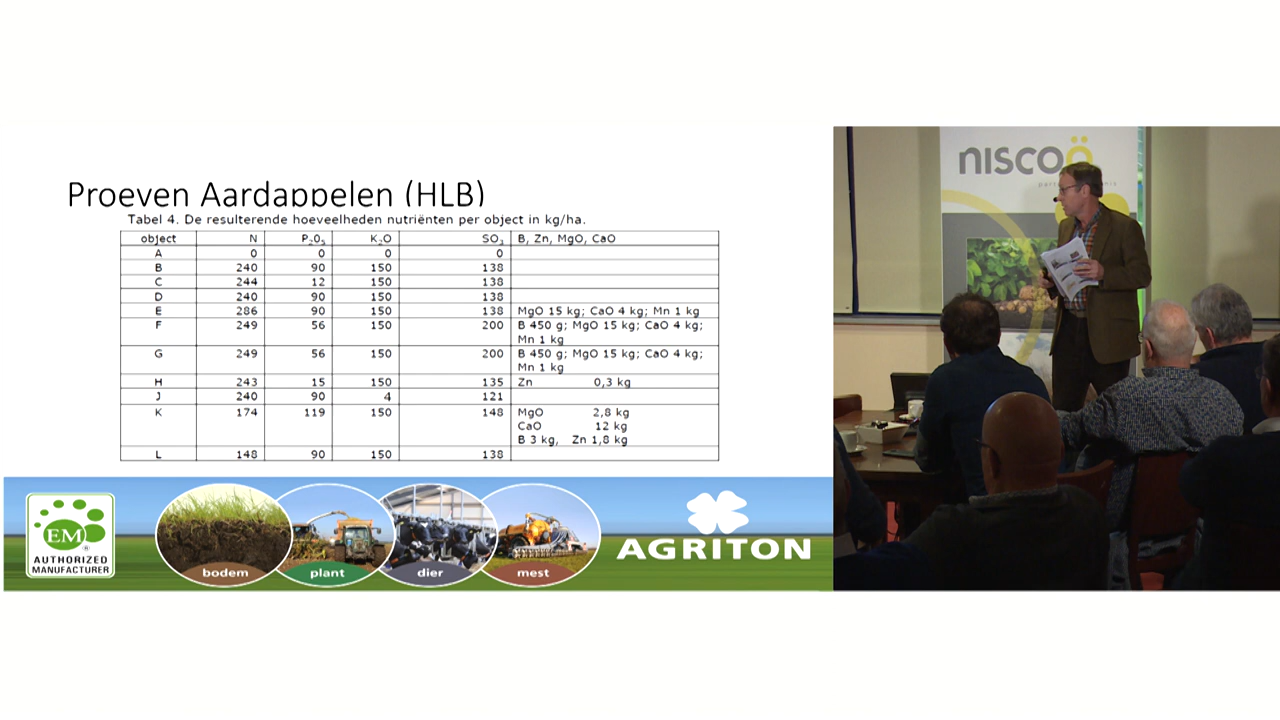 Proeven Aardappelen (HLB)
Tabel 4. De resulterende hoeveelheden nutriënten per object in kg/ha.
object N P₂0₅ K₂O SO₃ B, Zn, MgO, CaO
A 0 0 0 0
B 240 90 150 138
C 244 12 150 138
D 240 90 150 138
E 286 90 150 138 MgO 15 kg; CaO 4 kg; Mn 1 kg
F 249 56 150 200 B 450 g; MgO 15 kg; CaO 4 kg;
Mn 1 kg
G 249 56 150 200 B 450 g; MgO 15 kg; CaO 4 kg;
Mn 1 kg
H 243 15 150 135 Zn 0,3 kg
J 240 90 4 121
K 174 119 150 148 MgO 2,8 kg
CaO 12 kg
B 3 kg, Zn 1,8 kg
L 148 90 150 138
EM®
AUTHORIZED
MANUFACTURER
bodem
plant
dier
mest
AGRITON
NISCOÖ